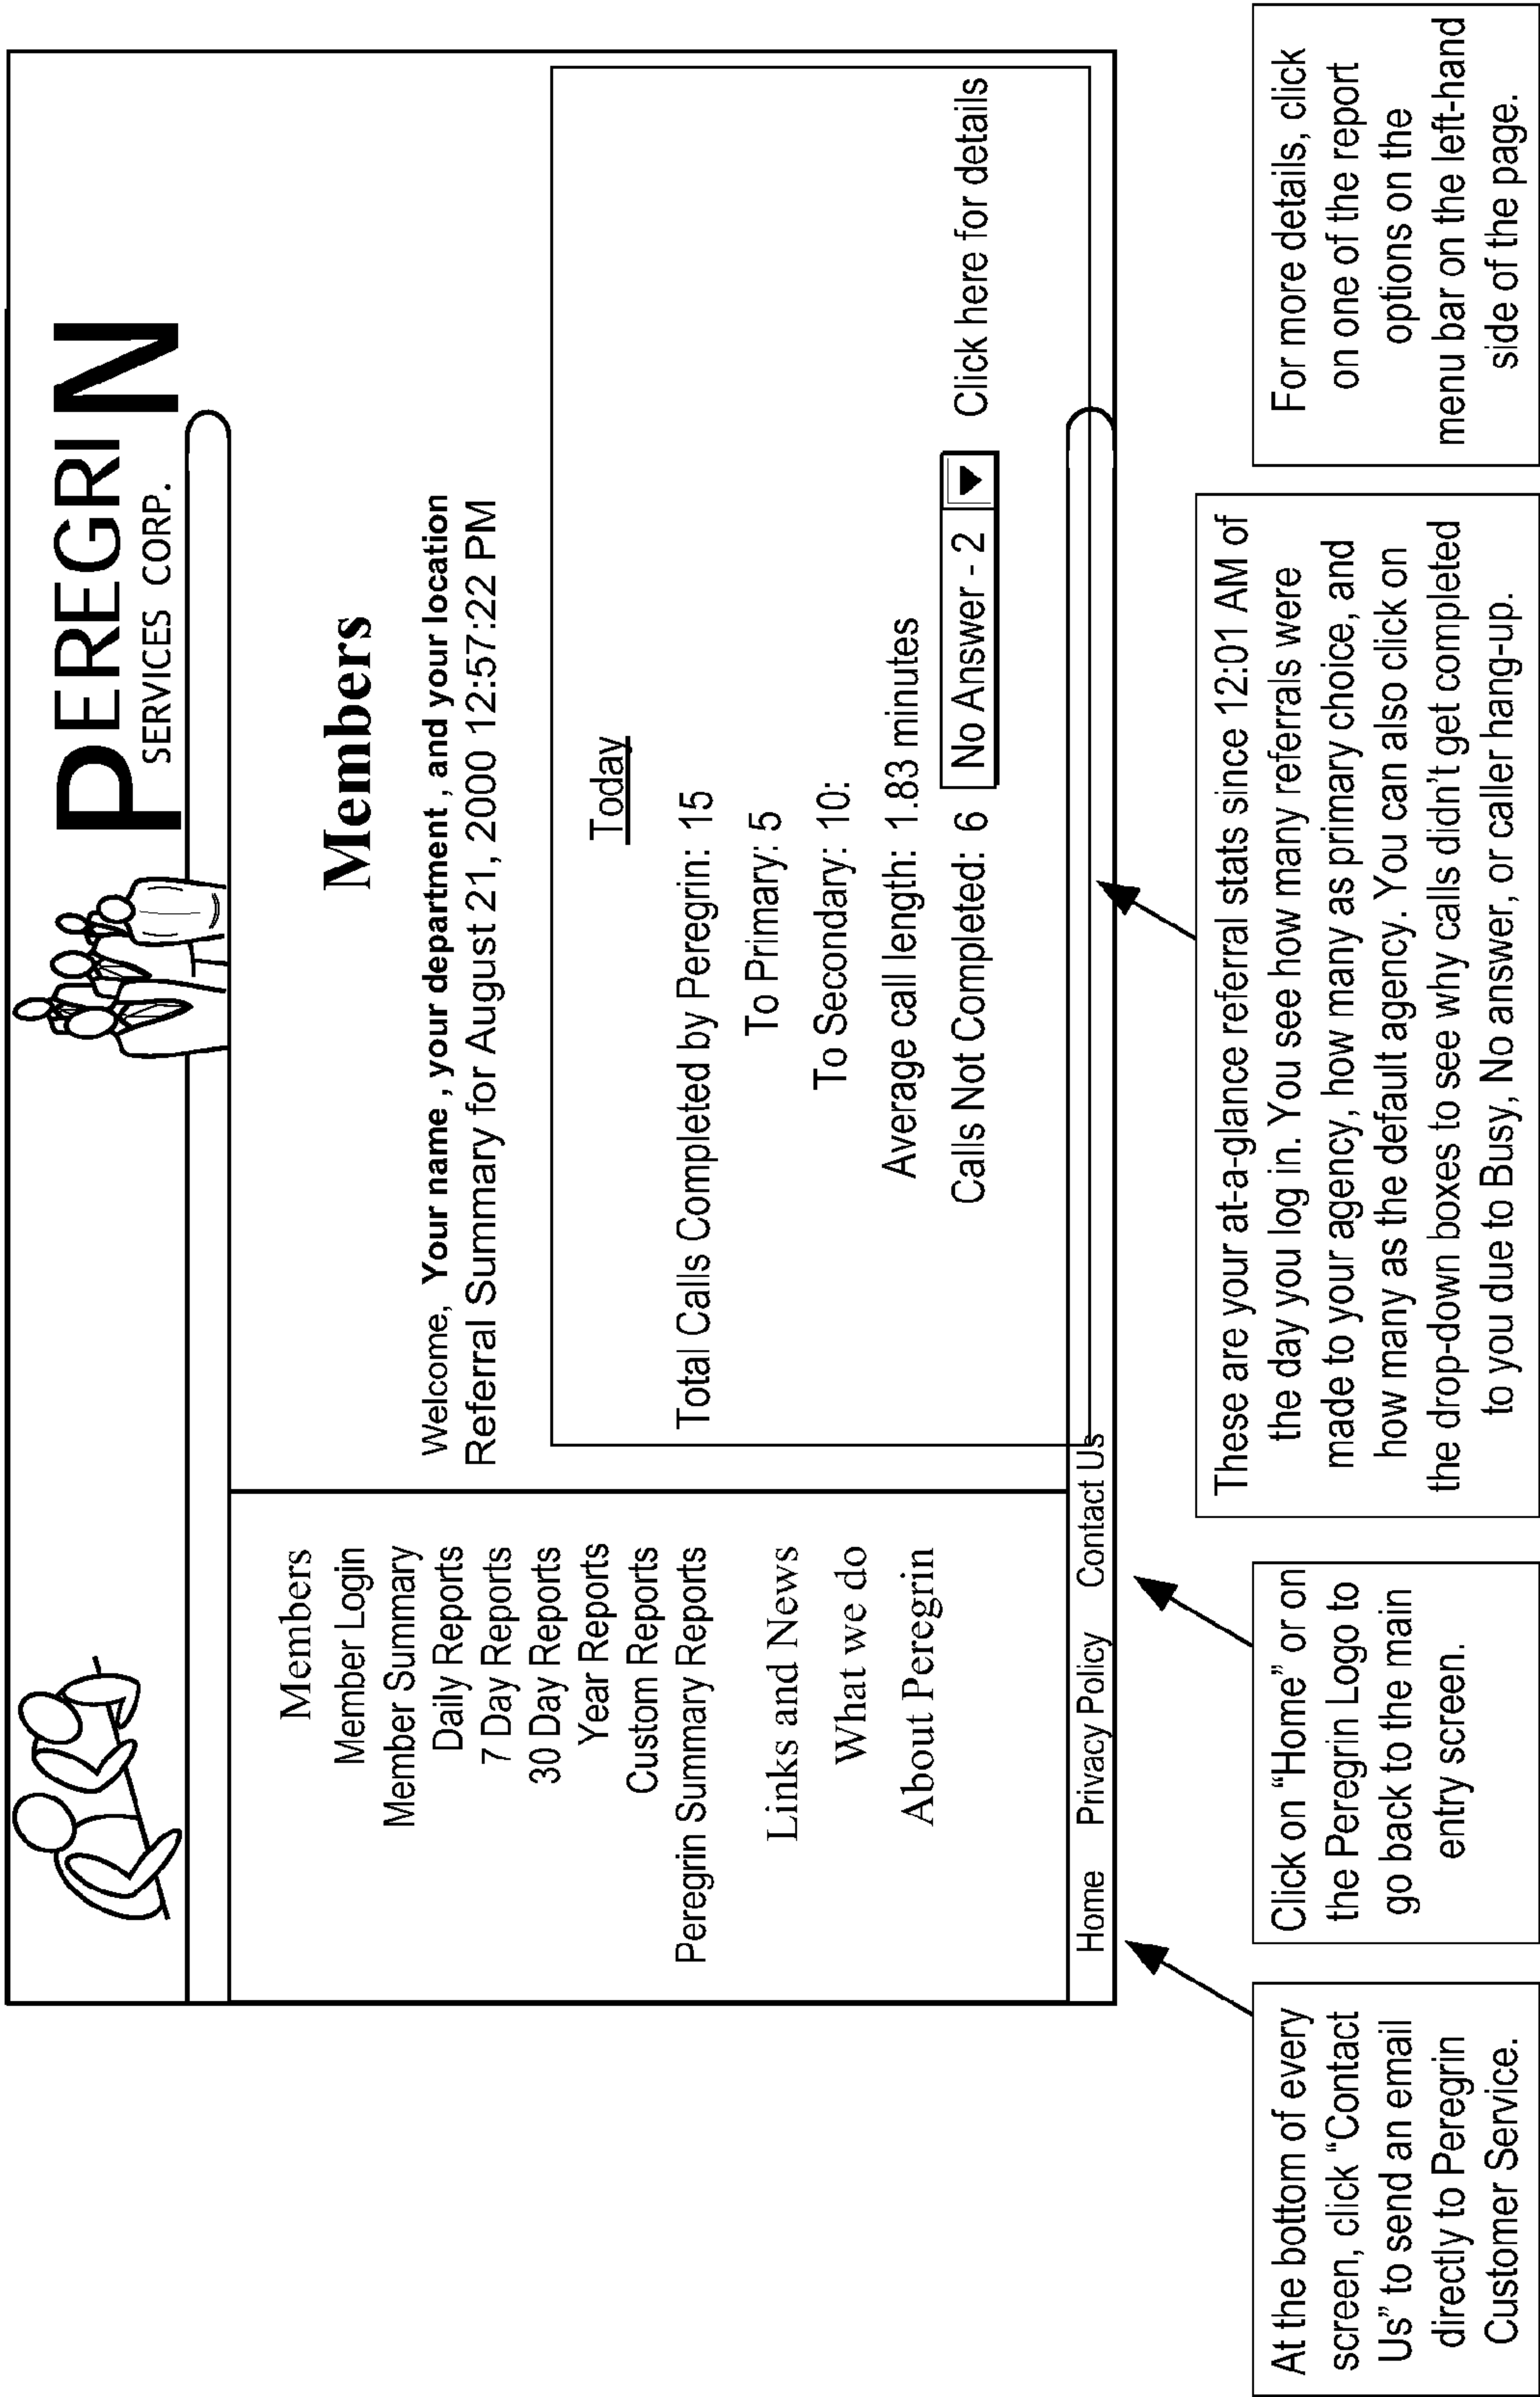 PEREGRIN
SERVICES CORP.
Members
Member Login
Member Summary
Daily Reports
7 Day Reports
30 Day Reports
Year Reports
Custom Reports
Peregrin Summary Reports
Links and News
What we do
About Peregrin
Members
Welcome, Your name , your department , and your location
Referral Summary for August 21, 2000 12:57:22 PM
Today
Total Calls Completed by Peregrin: 15
To Primary: 5
To Secondary: 10:
Average call length: 1.83 minutes
Calls Not Completed: 6 No Answer - 2 Click here for details
Home Privacy Policy Contact Us
At the bottom of every
screen, click “Contact
Us” to send an email
directly to Peregrin
Customer Service.
Click on “Home” or on
the Peregrin Logo to
go back to the main
entry screen.
These are your at-a-glance referral stats since 12:01 AM of
the day you log in. You see how many referrals were
made to your agency, how many as primary choice, and
how many as the default agency. You can also click on
the drop-down boxes to see why calls didn't get completed
to you due to Busy, No answer, or caller hang-up.
For more details, click
on one of the report
options on the
menu bar on the left-hand
side of the page.